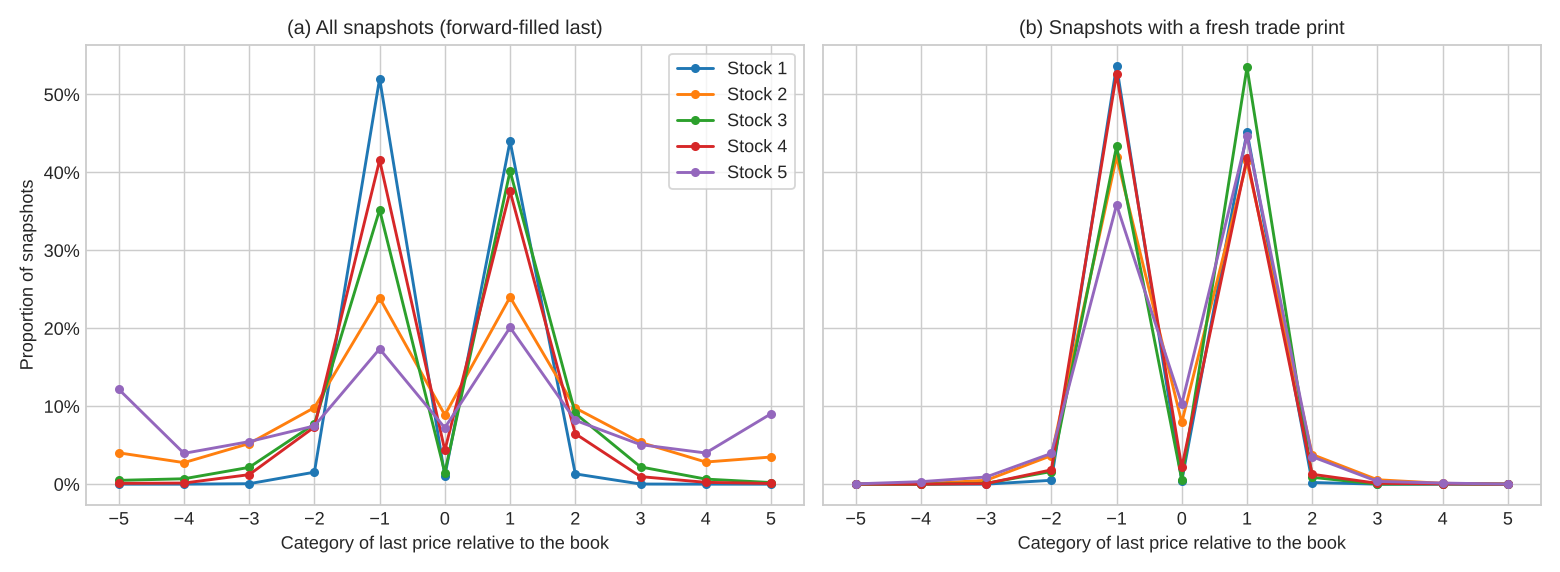 (a) All snapshots (forward-filled last)
(b) Snapshots with a fresh trade print
Stock 1
Stock 2
Stock 3
Stock 4
Stock 5
Proportion of snapshots
50%
40%
30%
20%
10%
0%
−5 −4 −3 −2 −1 0 1 2 3 4 5
−5 −4 −3 −2 −1 0 1 2 3 4 5
Category of last price relative to the book
Category of last price relative to the book